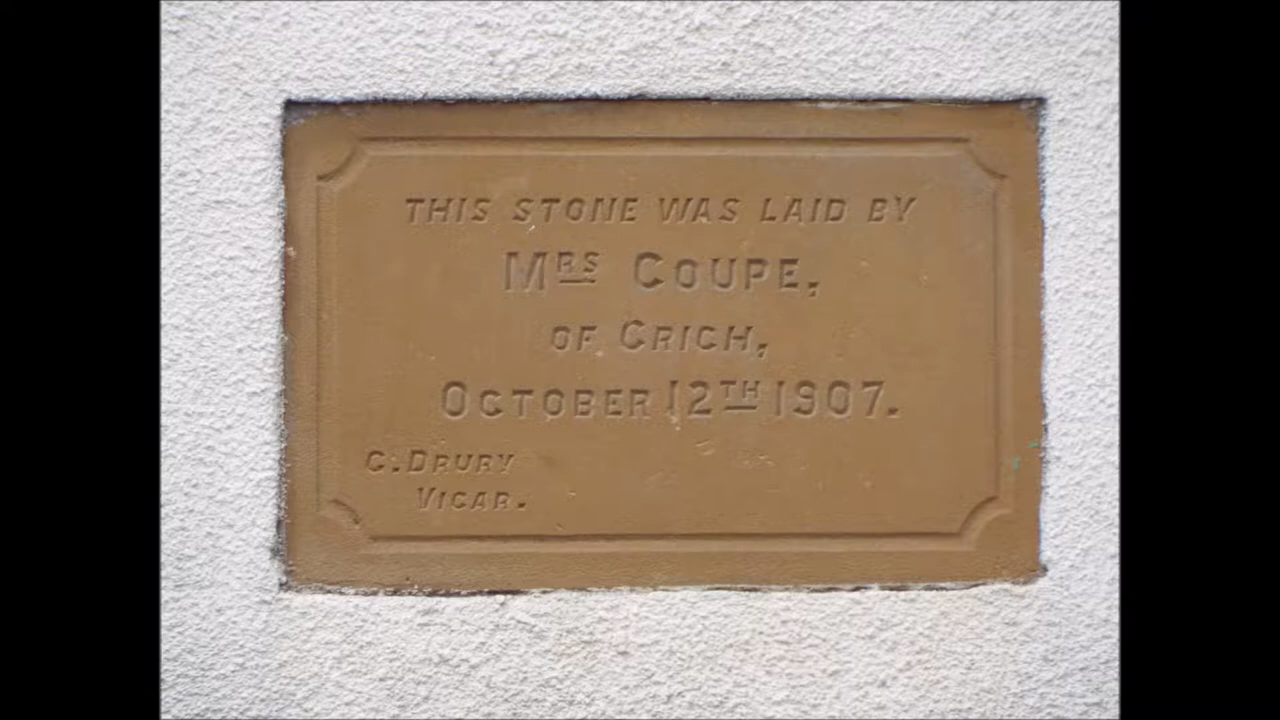 THIS STONE WAS LAID BY
MRS COUPE,
OF CRICH,
OCTOBER 12TH 1907.
C. DRURY
VICAR.